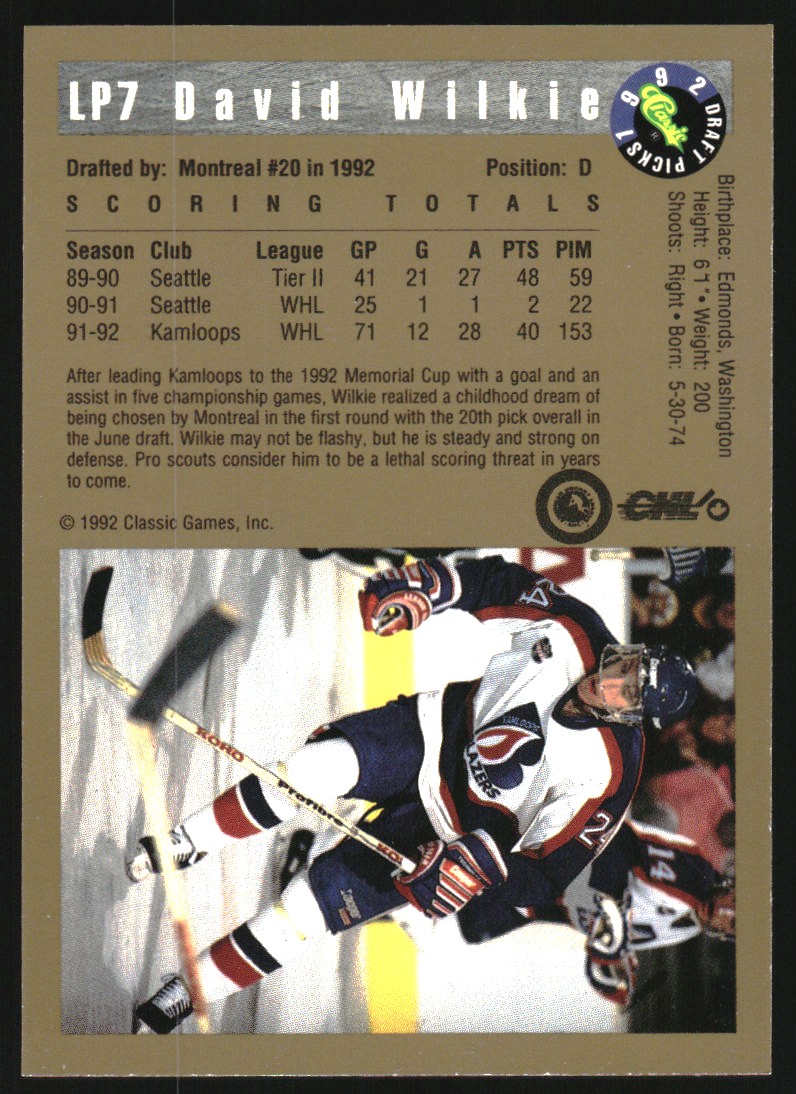 LP7 David Wilkie
1992 DRAFT PICKS
Classic
®
Drafted by: Montreal #20 in 1992 Position: D
SCORING TOTALS
Season Club League GP G A PTS PIM
89-90 Seattle Tier II 41 21 27 48 59
90-91 Seattle WHL 25 1 1 2 22
91-92 Kamloops WHL 71 12 28 40 153
Birthplace: Edmonds, Washington
Height: 6'1" • Weight: 200
Shoots: Right • Born: 5-30-74
After leading Kamloops to the 1992 Memorial Cup with a goal and an
assist in five championship games, Wilkie realized a childhood dream of
being chosen by Montreal in the first round with the 20th pick overall in
the June draft. Wilkie may not be flashy, but he is steady and strong on
defense. Pro scouts consider him to be a lethal scoring threat in years
to come.
CHL
© 1992 Classic Games, Inc.
24
Cooper
BLAZERS
24
14
KOHO
Profibre
KO
Cooper